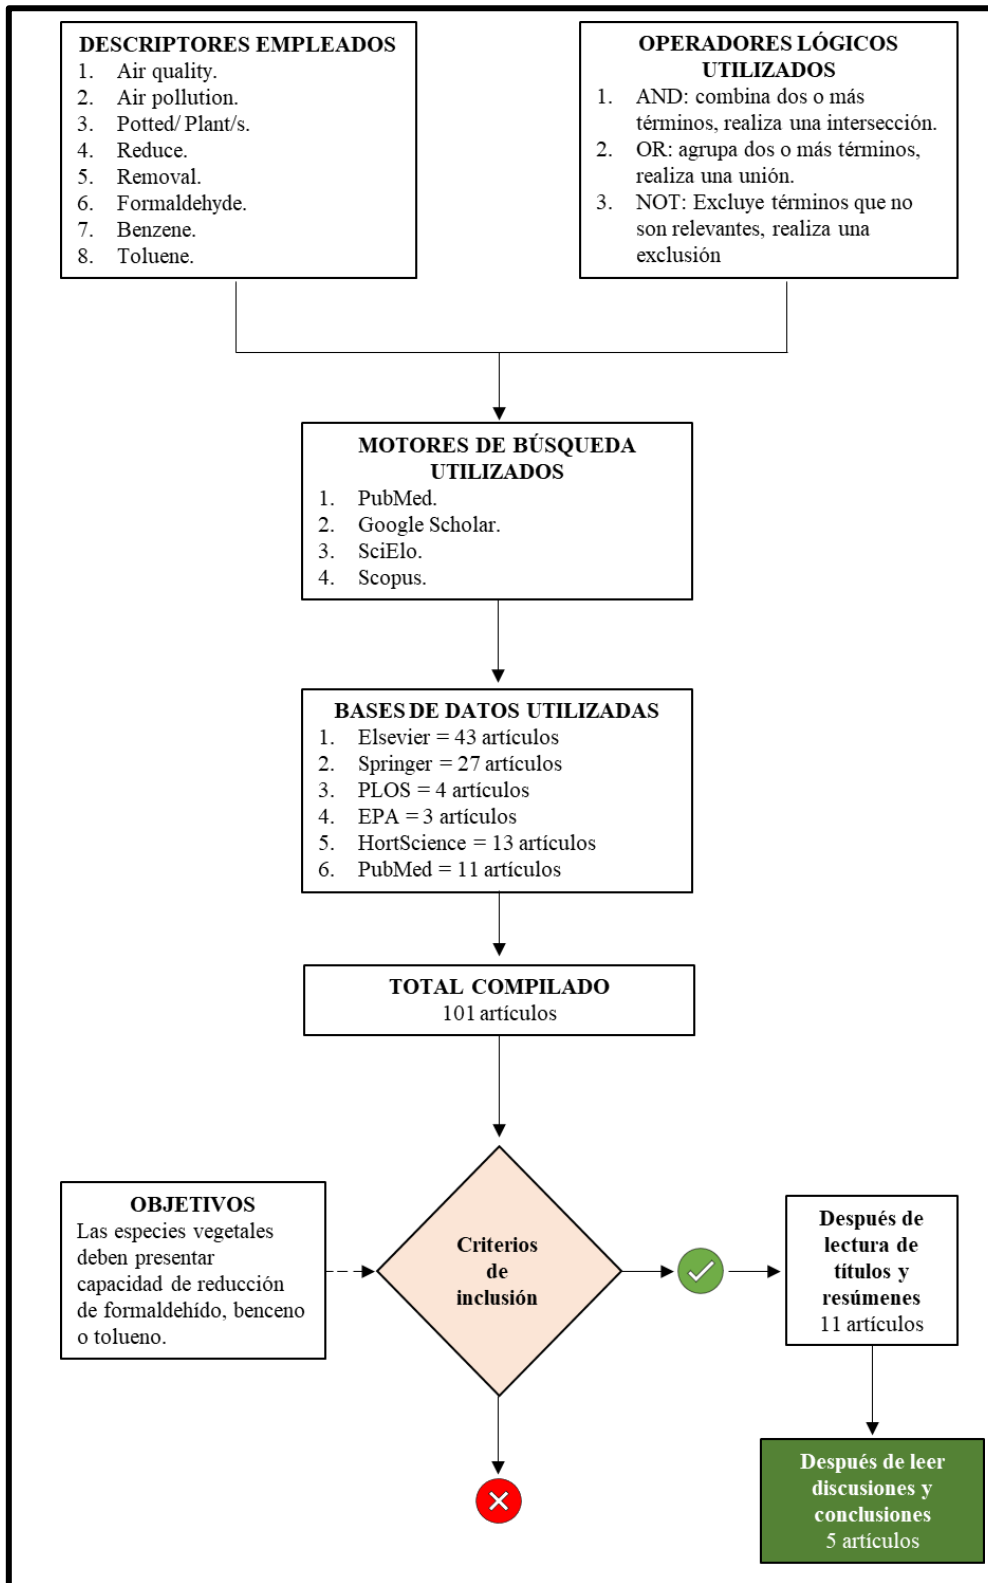 DESCRIPTORES EMPLEADOS
1. Air quality.
2. Air pollution.
3. Potted/ Plant/s.
4. Reduce.
5. Removal.
6. Formaldehyde.
7. Benzene.
8. Toluene.
OPERADORES LÓGICOS
UTILIZADOS
1. AND: combina dos o más
términos, realiza una intersección.
2. OR: agrupa dos o más términos,
realiza una unión.
3. NOT: Excluye términos que no
son relevantes, realiza una
exclusión
MOTORES DE BÚSQUEDA
UTILIZADOS
1. PubMed.
2. Google Scholar.
3. SciElo.
4. Scopus.
BASES DE DATOS UTILIZADAS
1. Elsevier = 43 artículos
2. Springer = 27 artículos
3. PLOS = 4 artículos
4. EPA = 3 artículos
5. HortScience = 13 artículos
6. PubMed = 11 artículos
TOTAL COMPILADO
101 artículos
OBJETIVOS
Las especies vegetales
deben presentar
capacidad de reducción
de formaldehído, benceno
o tolueno.
Criterios
de
inclusión
Después de
lectura de
títulos y
resúmenes
11 artículos
Después de leer
discusiones y
conclusiones
5 artículos